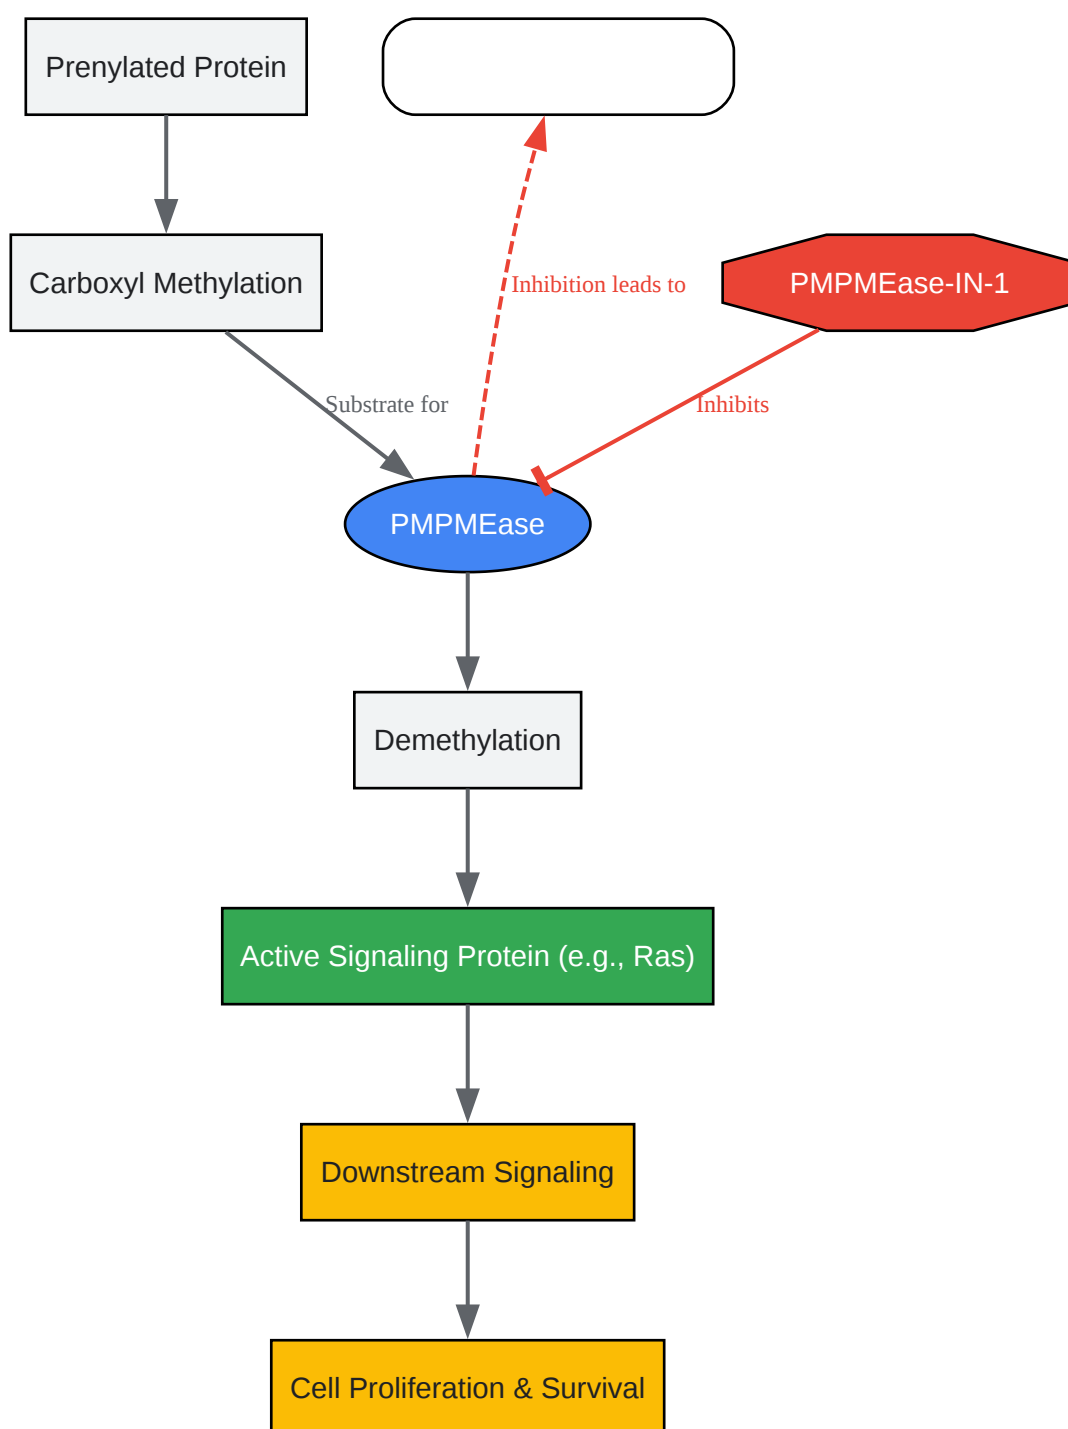 Prenylated Protein
Carboxyl Methylation
Inhibition leads to
PMPMEase-IN-1
Substrate for
Inhibits
PMPMEase
Demethylation
Active Signaling Protein (e.g., Ras)
Downstream Signaling
Cell Proliferation & Survival